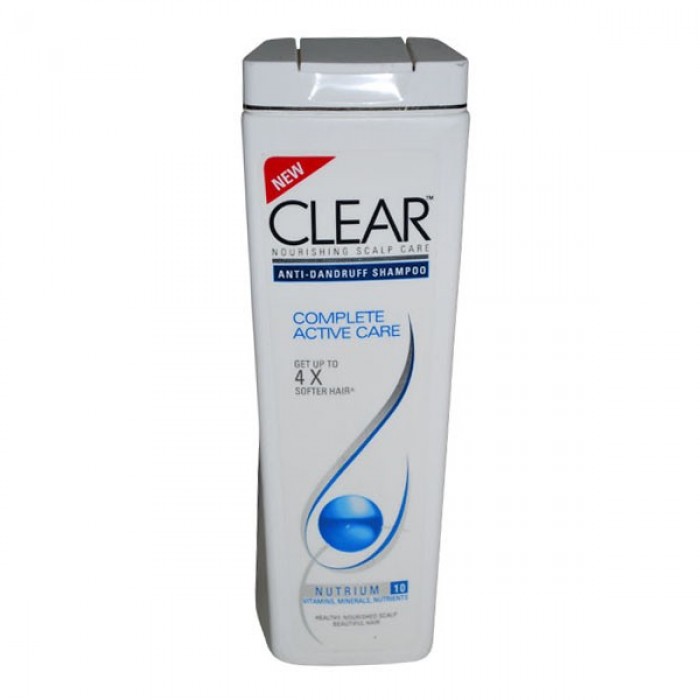 NEW
CLEAR™
NOURISHING SCALP CARE
ANTI-DANDRUFF SHAMPOO
COMPLETE
ACTIVE CARE
GET UP TO
4 X
SOFTER HAIR*
NUTRIUM 10
VITAMINS, MINERALS, NUTRIENTS
HEALTHY NOURISHED SCALP
BEAUTIFUL HAIR